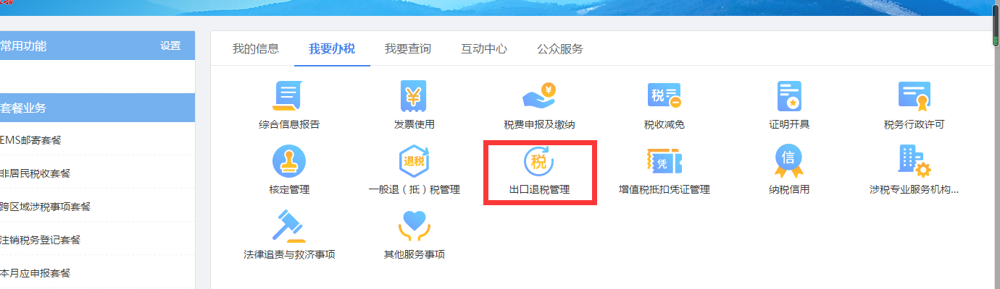 常用功能 设置
套餐业务
EMS邮寄套餐
非居民税收套餐
跨区域涉税事项套餐
注销税务登记套餐
本月应申报套餐
我的信息 我要办税 我要查询 互动中心 公众服务
税
综合信息报告 发票使用 税费申报及缴纳 税收减免 证明开具 税务行政许可
退税 税 凭 信
核定管理 一般退（抵）税管理 出口退税管理 增值税抵扣凭证管理 纳税信用 涉税专业服务机构...
法律追责与救济事项 其他服务事项